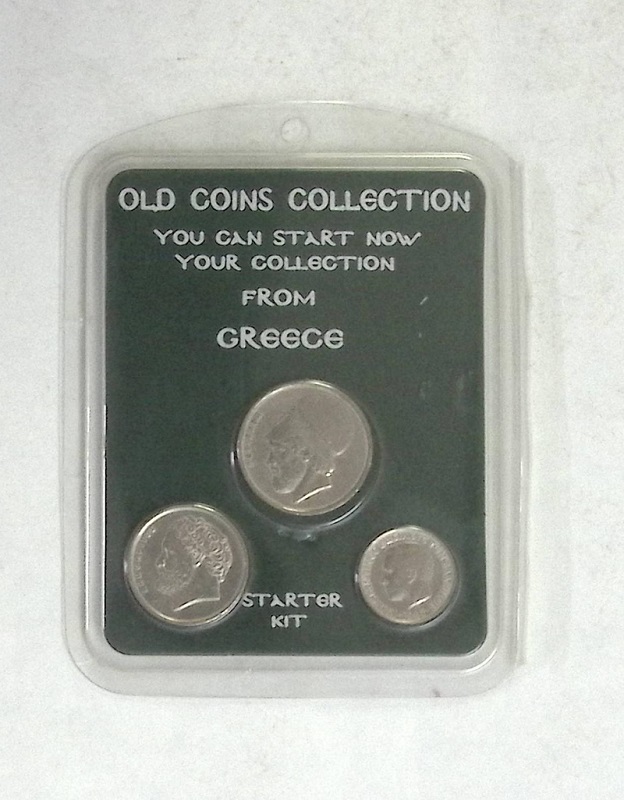 OLD COINS COLLECTION
YOU CAN START NOW
YOUR COLLECTION
FROM
GREECE
STARTER
KIT